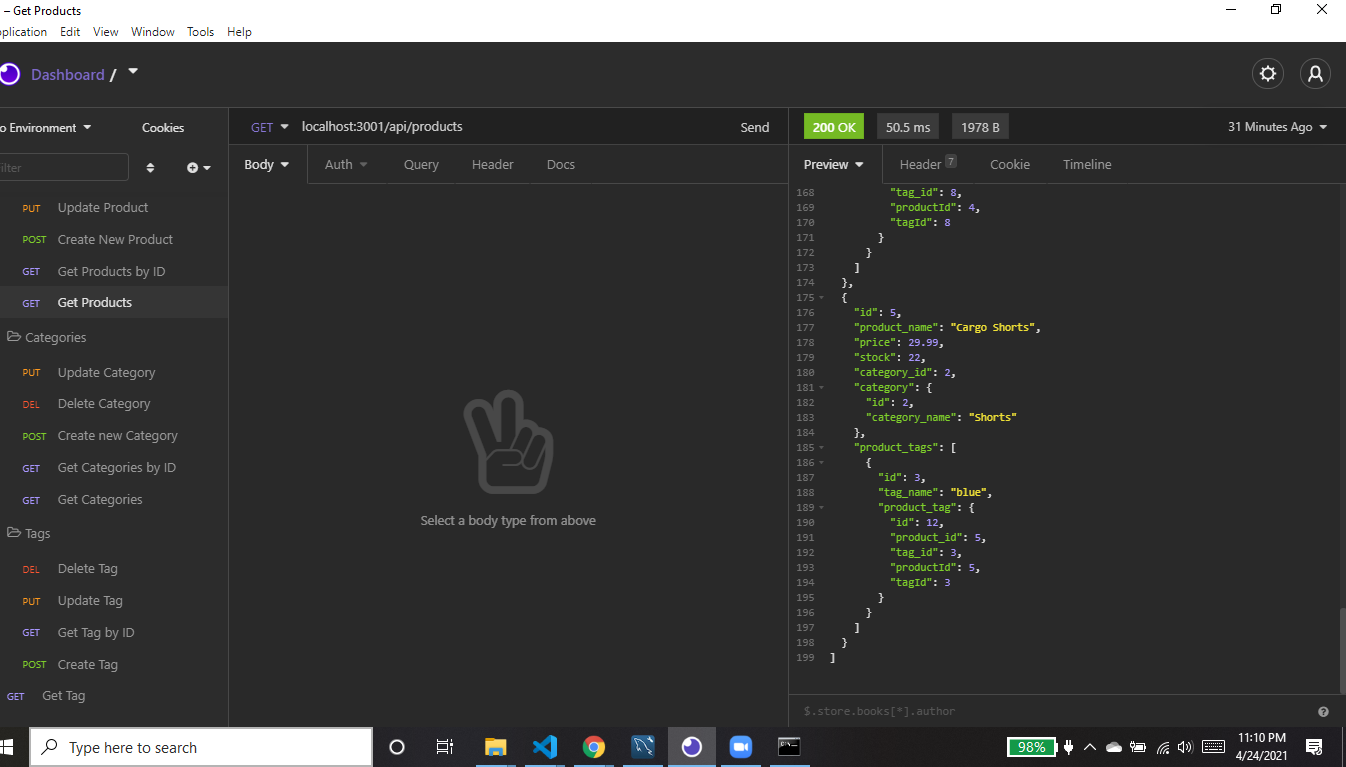 – Get Products
pplication Edit View Window Tools Help
Dashboard /
o Environment Cookies
ilter
PUT Update Product
POST Create New Product
GET Get Products by ID
GET Get Products
Categories
PUT Update Category
DEL Delete Category
POST Create new Category
GET Get Categories by ID
GET Get Categories
Tags
DEL Delete Tag
PUT Update Tag
GET Get Tag by ID
POST Create Tag
GET Get Tag
GET localhost:3001/api/products Send
Body Auth Query Header Docs
Select a body type from above
200 OK 50.5 ms 1978 B 31 Minutes Ago
Preview Header 7 Cookie Timeline
168 "tag_id": 8,
169 "productId": 4,
170 "tagId": 8
171 }
172 }
173 ]
174 },
175 {
176 "id": 5,
177 "product_name": "Cargo Shorts",
178 "price": 29.99,
179 "stock": 22,
180 "category_id": 2,
181 "category": {
182 "id": 2,
183 "category_name": "Shorts"
184 },
185 "product_tags": [
186 {
187 "id": 3,
188 "tag_name": "blue",
189 "product_tag": {
190 "id": 12,
191 "product_id": 5,
192 "tag_id": 3,
193 "productId": 5,
194 "tagId": 3
195 }
196 }
197 ]
198 }
199 ]
$.store.books[*].author
Type here to search
98%
11:10 PM
4/24/2021